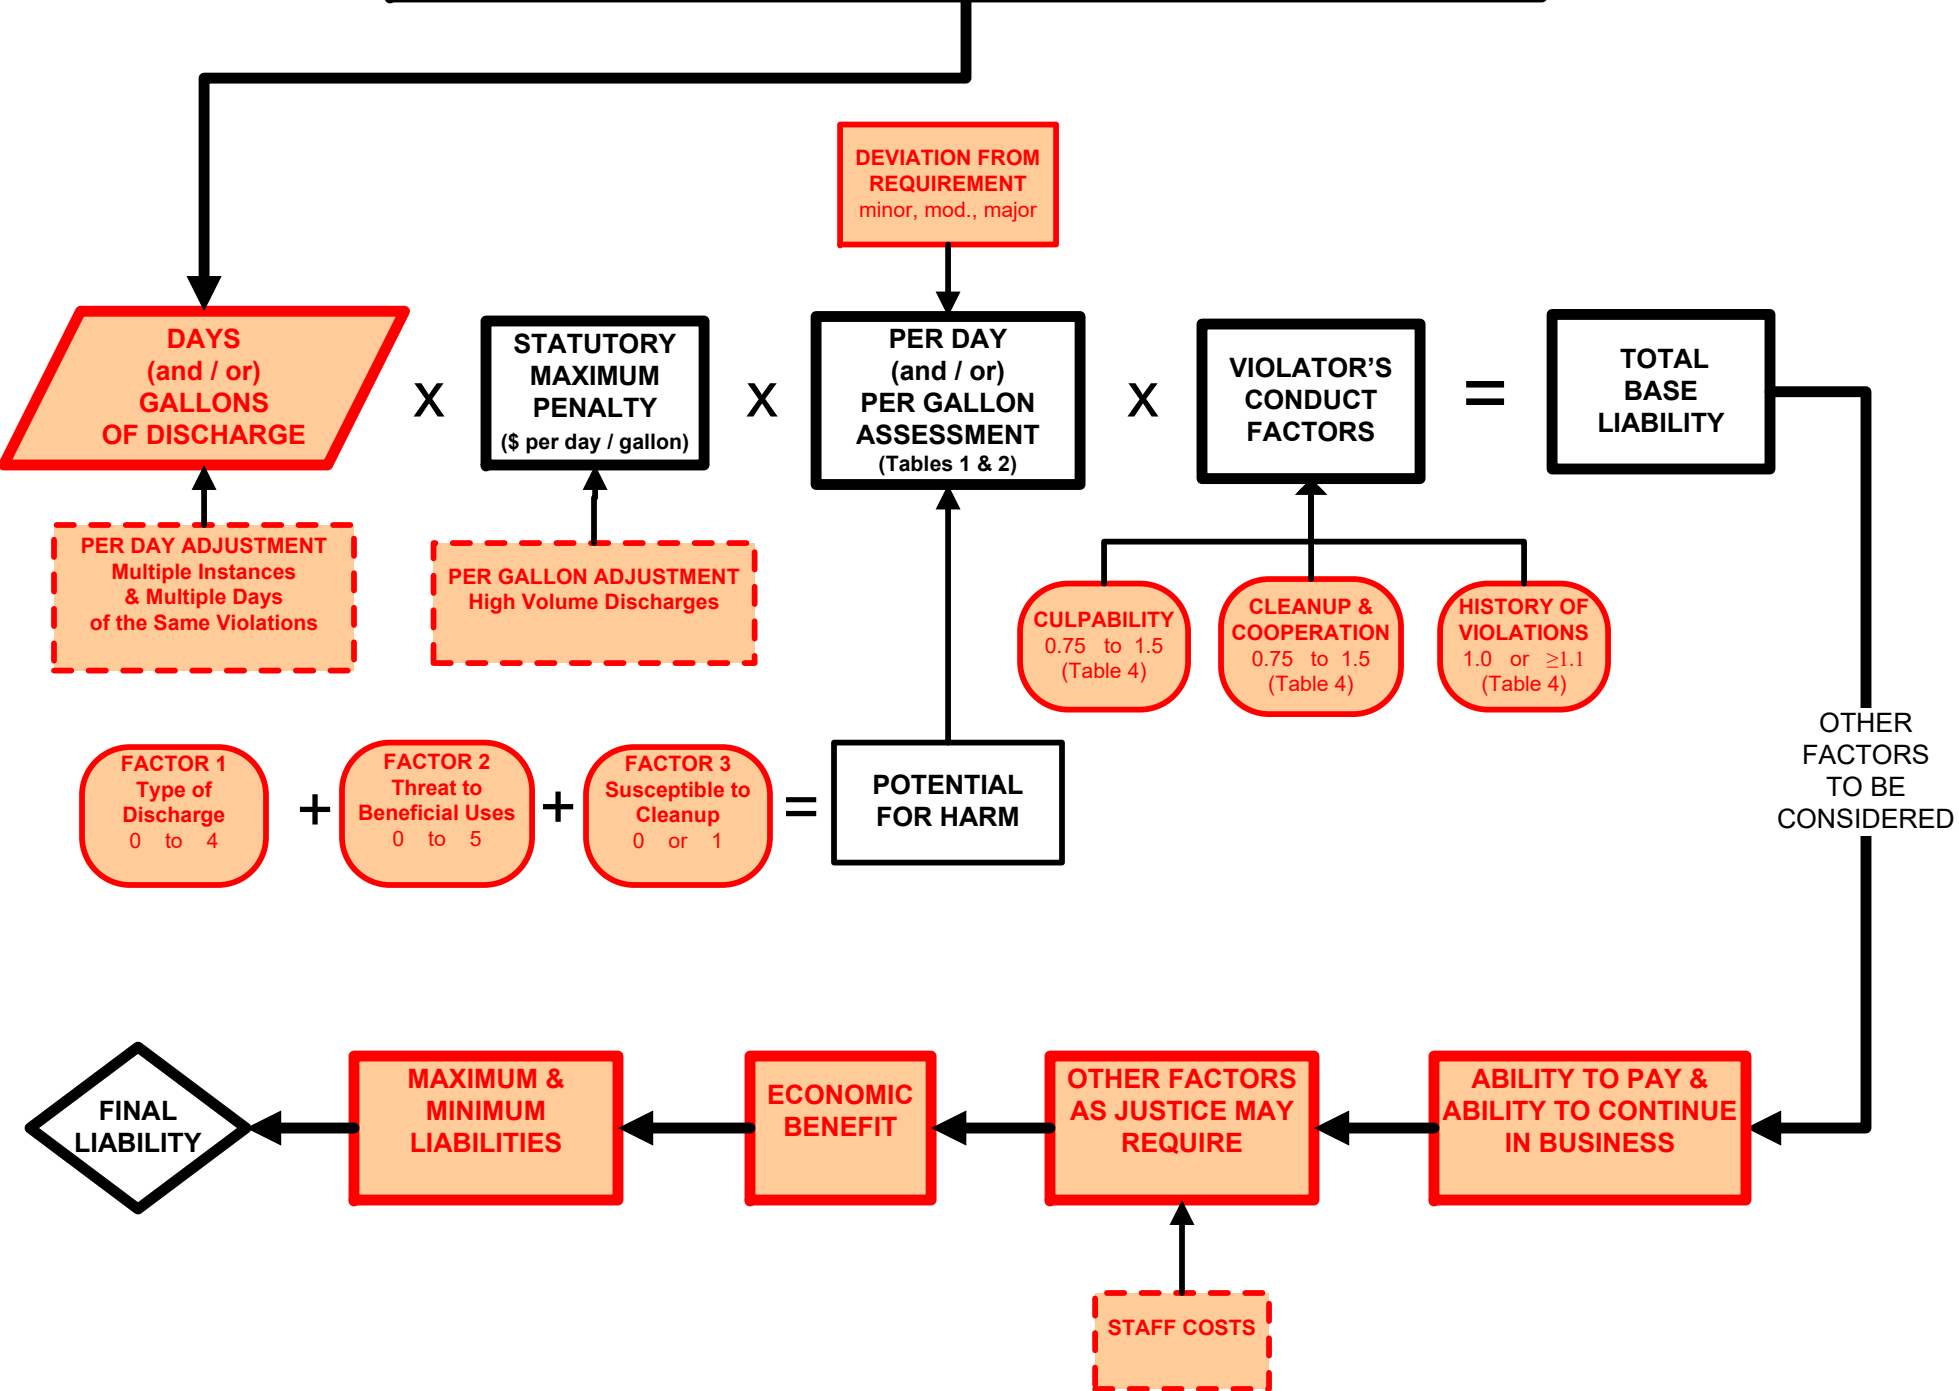 DEVIATION FROM
REQUIREMENT
minor, mod., major
DAYS
(and / or)
GALLONS
OF DISCHARGE
X
STATUTORY
MAXIMUM
PENALTY
($ per day / gallon)
X
PER DAY
(and / or)
PER GALLON
ASSESSMENT
(Tables 1 & 2)
X
VIOLATOR'S
CONDUCT
FACTORS
=
TOTAL
BASE
LIABILITY
PER DAY ADJUSTMENT
Multiple Instances
& Multiple Days
of the Same Violations
PER GALLON ADJUSTMENT
High Volume Discharges
CULPABILITY
0.75 to 1.5
(Table 4)
CLEANUP &
COOPERATION
0.75 to 1.5
(Table 4)
HISTORY OF
VIOLATIONS
1.0 or ≥1.1
(Table 4)
FACTOR 1
Type of
Discharge
0 to 4
+
FACTOR 2
Threat to
Beneficial Uses
0 to 5
+
FACTOR 3
Susceptible to
Cleanup
0 or 1
=
POTENTIAL
FOR HARM
OTHER
FACTORS
TO BE
CONSIDERED
FINAL
LIABILITY
MAXIMUM &
MINIMUM
LIABILITIES
ECONOMIC
BENEFIT
OTHER FACTORS
AS JUSTICE MAY
REQUIRE
ABILITY TO PAY &
ABILITY TO CONTINUE
IN BUSINESS
STAFF COSTS